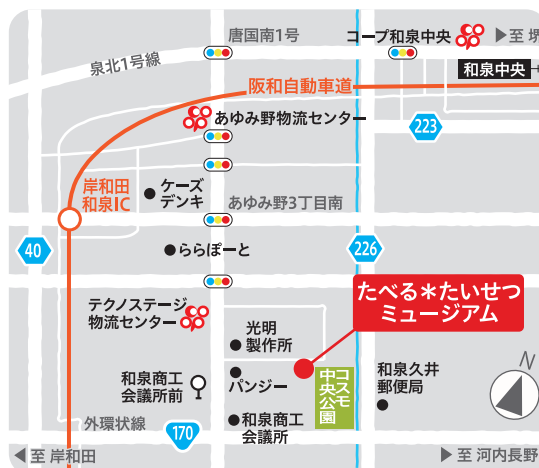 唐国南1号
コープ和泉中央
▶至 堺
泉北1号線
和泉中央
阪和自動車道
あゆみ野物流センター
223
岸和田
和泉IC
ケーズ
デンキ
あゆみ野3丁目南
40
ららぽーと
226
たべる＊たいせつ
ミュージアム
テクノステージ
物流センター
光明
製作所
和泉商工
会議所前
パンジー
コスモ
中央公園
和泉久井
郵便局
N
外環状線
170
和泉商工
会議所
◀至 岸和田
▶至 河内長野